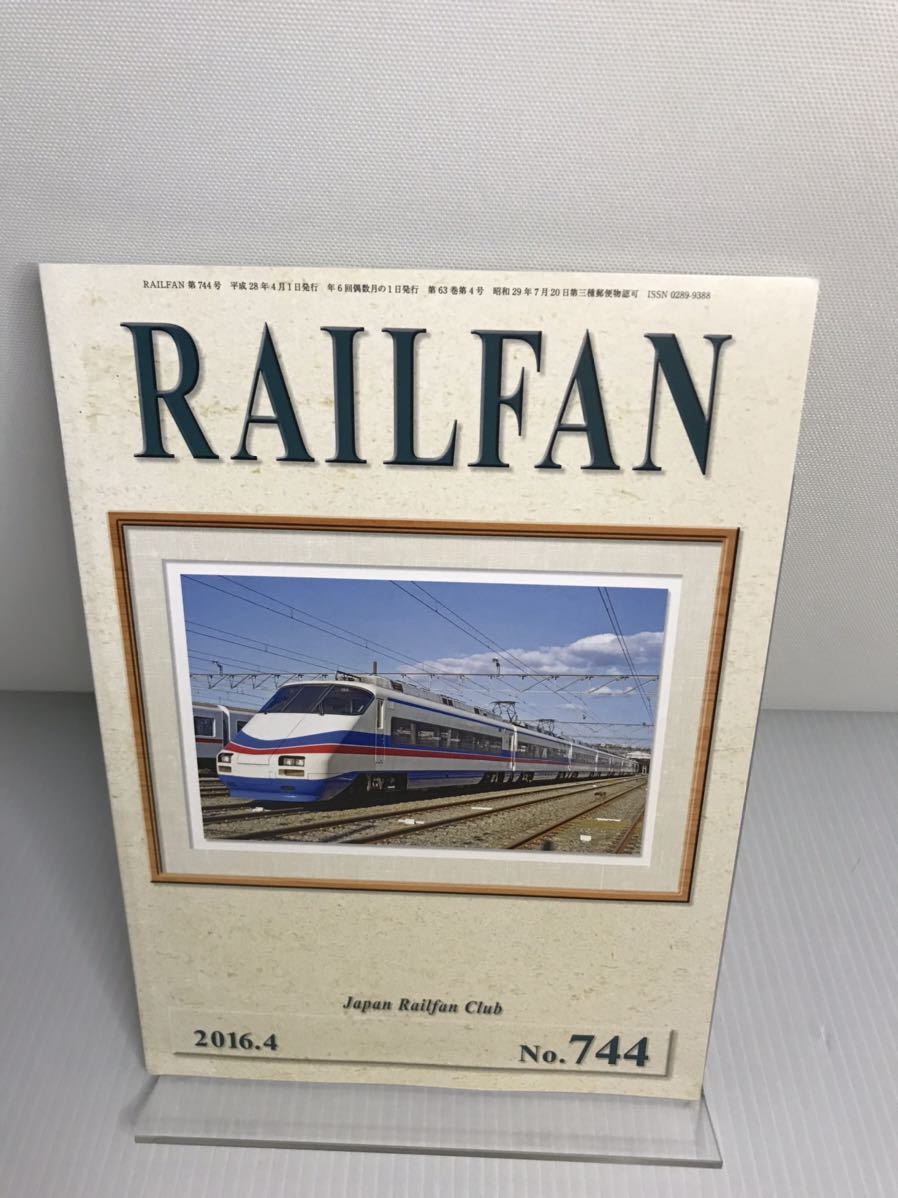 RAILFAN 第744号 平成28年4月1日発行 年6回偶数月の1日発行 第63巻第4号 昭和29年7月20日第三種郵便物認可 ISSN 0289-9388
RAILFAN
Japan Railfan Club
2016.4
No.744